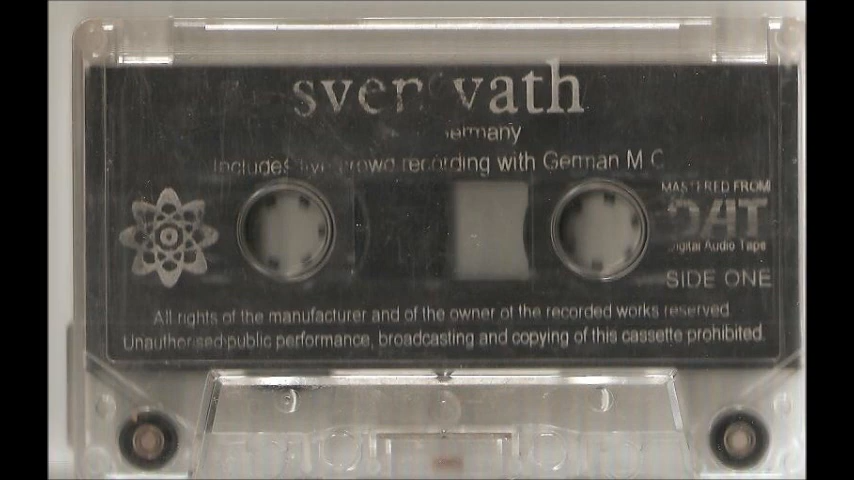 sven vath
Germany
Includes live crowd recording with German M.C
MASTERED FROM
DAT
Digital Audio Tape
SIDE ONE
All rights of the manufacturer and of the owner of the recorded works reserved
Unauthorised public performance, broadcasting and copying of this cassette prohibited.